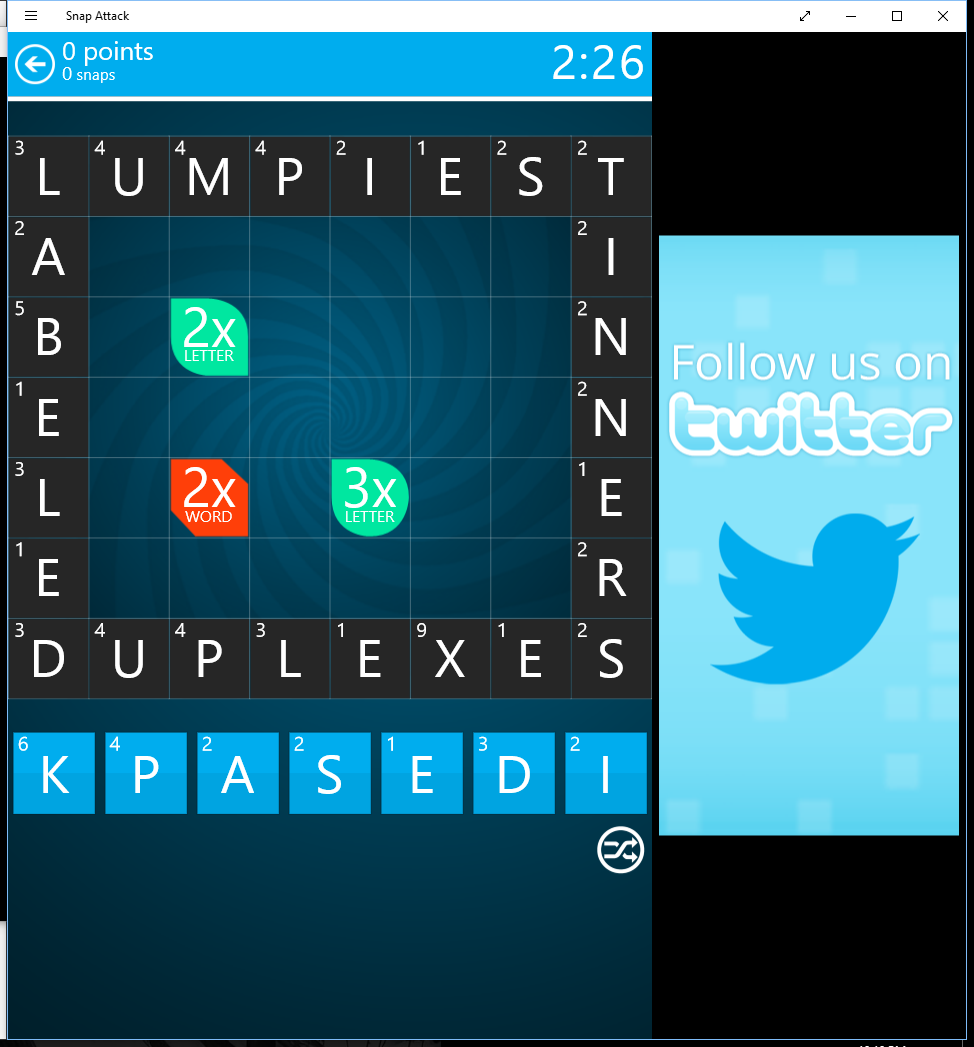 Snap Attack
0 points
0 snaps
2:26
3 L 4 U 4 M 4 P 2 I 1 E 2 S 2 T
2 A 2 I
5 B 2x LETTER 2 N
1 E 2 N
3 L 2x WORD 3x LETTER 1 E
1 E 2 R
3 D 4 U 4 P 3 L 1 E 9 X 1 E 2 S
6 K 4 P 2 A 2 S 1 E 3 D 2 I
Follow us on
twitter